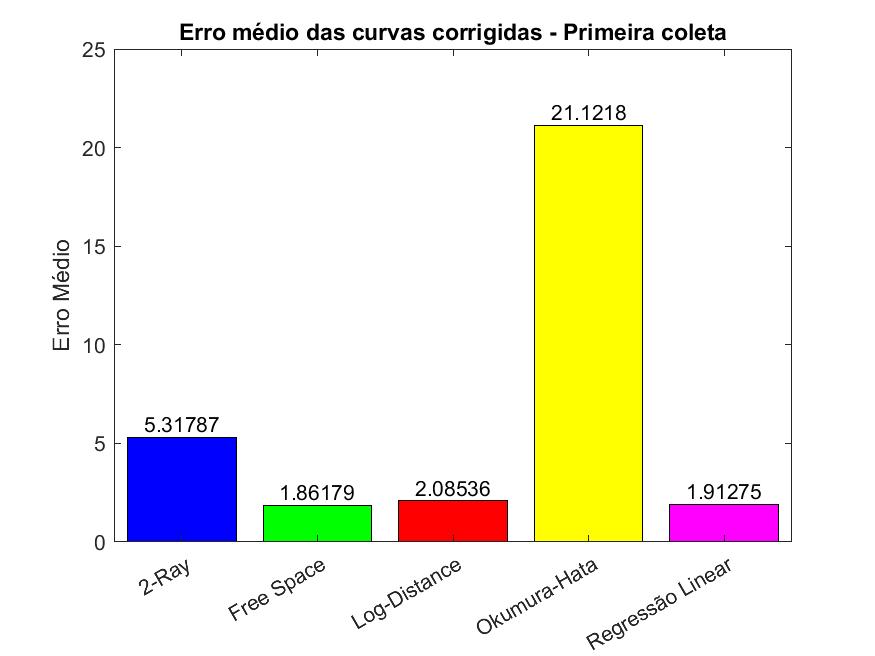 Erro médio das curvas corrigidas - Primeira coleta
25
20
15
10
5
0
Erro Médio
5.31787
1.86179
2.08536
21.1218
1.91275
2-Ray
Free Space
Log-Distance
Okumura-Hata
Regressão Linear